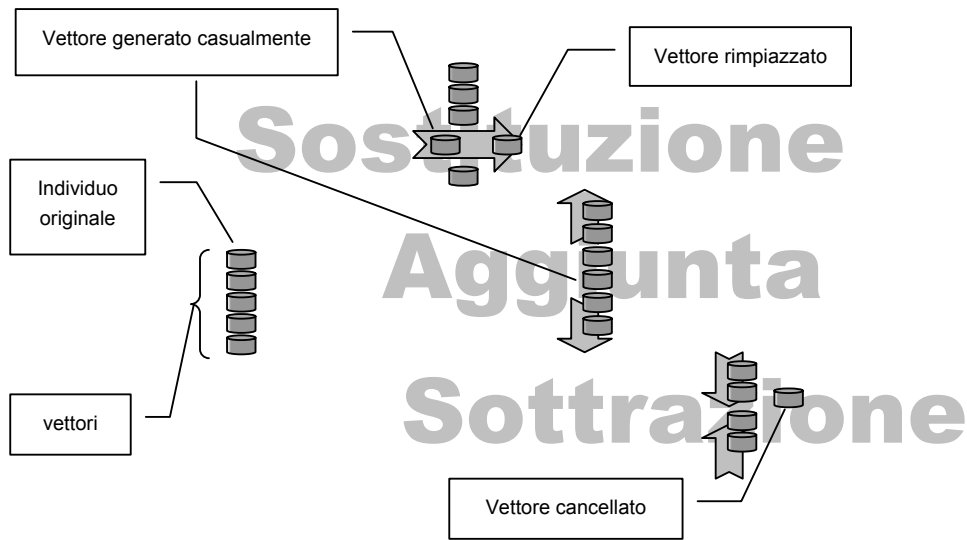 Vettore generato casualmente
Vettore rimpiazzato
Sostituzione
Individuo
originale
Aggiunta
vettori
Sottrazione
Vettore cancellato